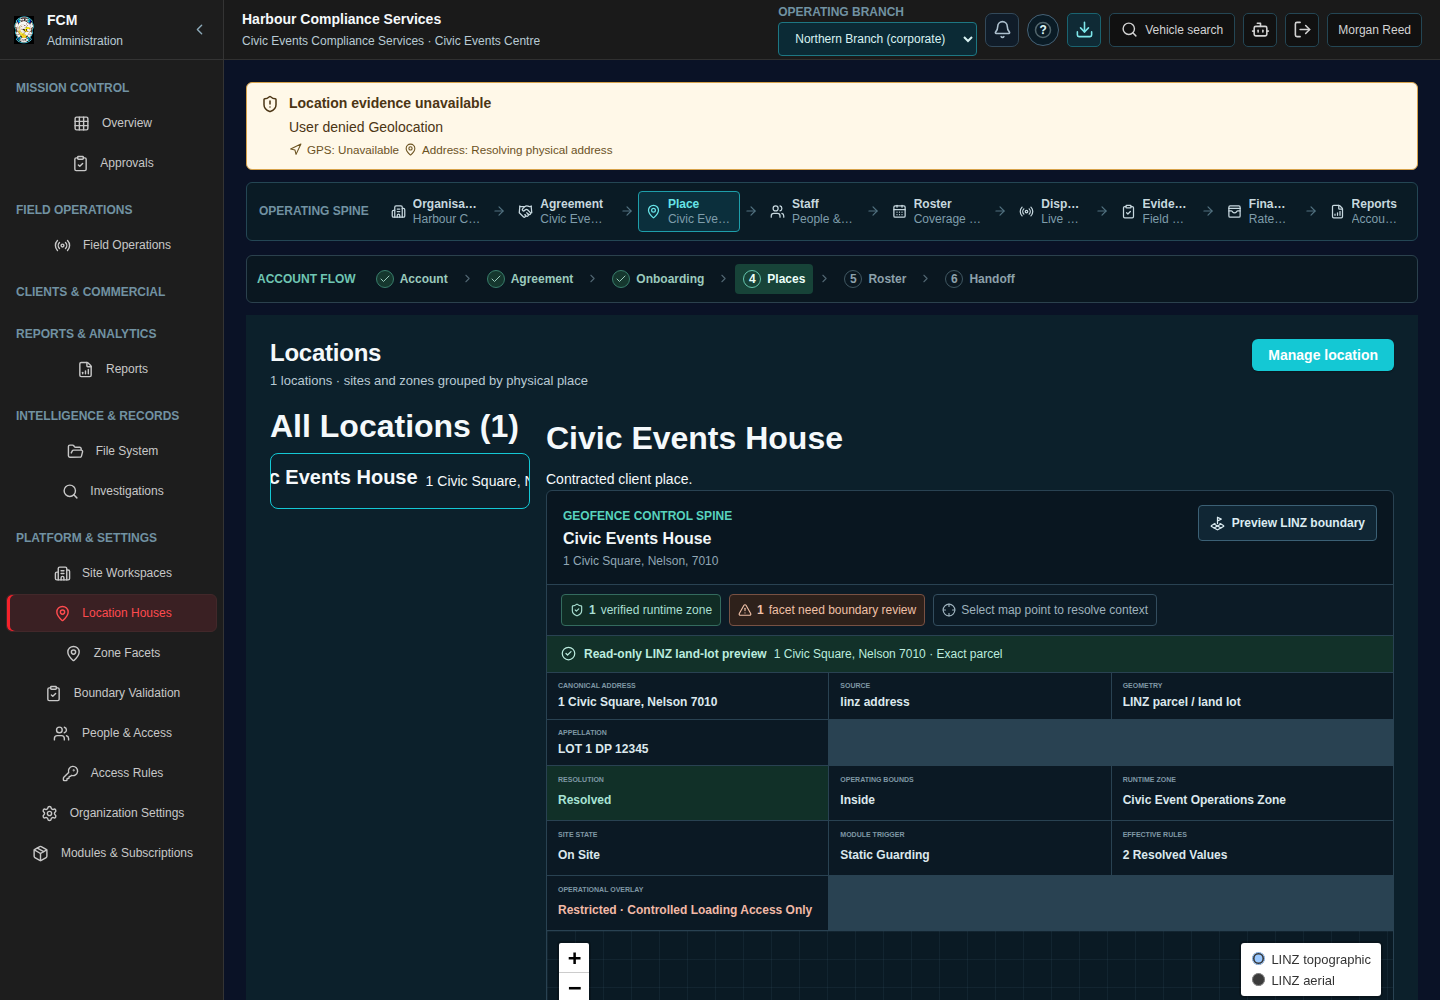 FCM
Administration
MISSION CONTROL
Overview
Approvals
FIELD OPERATIONS
Field Operations
CLIENTS & COMMERCIAL
REPORTS & ANALYTICS
Reports
INTELLIGENCE & RECORDS
File System
Investigations
PLATFORM & SETTINGS
Site Workspaces
Location Houses
Zone Facets
Boundary Validation
People & Access
Access Rules
Organization Settings
Modules & Subscriptions
Harbour Compliance Services
Civic Events Compliance Services · Civic Events Centre
OPERATING BRANCH
Northern Branch (corporate)
?
Vehicle search
Morgan Reed
Location evidence unavailable
User denied Geolocation
GPS: Unavailable Address: Resolving physical address
OPERATING SPINE
Organisa…
Harbour C…
Agreement
Civic Eve…
Place
Civic Eve…
Staff
People &…
Roster
Coverage …
Disp…
Live …
Evide…
Field …
Fina…
Rate…
Reports
Accou…
ACCOUNT FLOW Account Agreement Onboarding 4 Places 5 Roster 6 Handoff
Locations
1 locations · sites and zones grouped by physical place
Manage location
All Locations (1)
c Events House 1 Civic Square, N
Civic Events House
Contracted client place.
GEOFENCE CONTROL SPINE
Civic Events House
1 Civic Square, Nelson, 7010
Preview LINZ boundary
1 verified runtime zone
1 facet need boundary review
Select map point to resolve context
Read-only LINZ land-lot preview 1 Civic Square, Nelson 7010 · Exact parcel
CANONICAL ADDRESS
1 Civic Square, Nelson 7010
SOURCE
linz address
GEOMETRY
LINZ parcel / land lot
APPELLATION
LOT 1 DP 12345
RESOLUTION
Resolved
OPERATING BOUNDS
Inside
RUNTIME ZONE
Civic Event Operations Zone
SITE STATE
On Site
MODULE TRIGGER
Static Guarding
EFFECTIVE RULES
2 Resolved Values
OPERATIONAL OVERLAY
Restricted · Controlled Loading Access Only
+
−
LINZ topographic
LINZ aerial